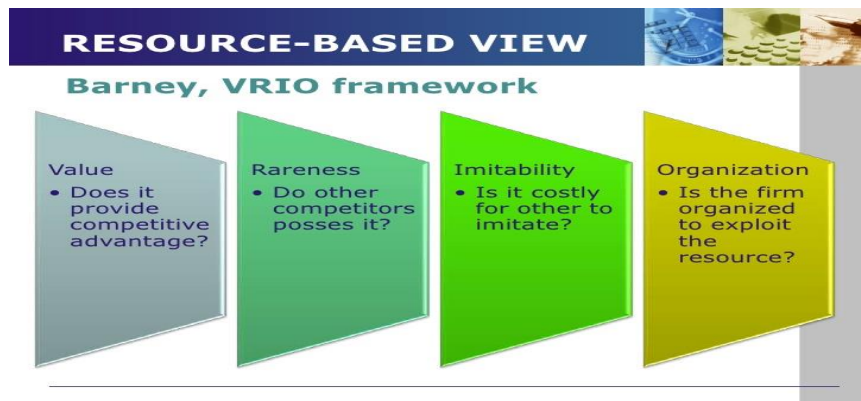 RESOURCE-BASED VIEW
Barney, VRIO framework
Value
• Does it
provide
competitive
advantage?
Rareness
• Do other
competitors
posses it?
Imitability
• Is it costly
for other to
imitate?
Organization
• Is the firm
organized
to exploit
the
resource?